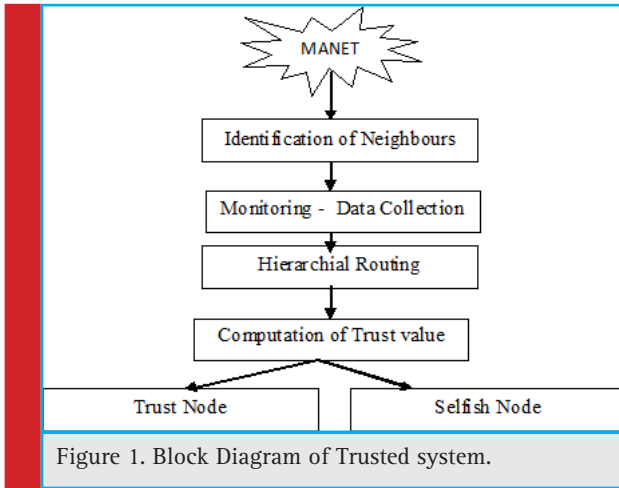 MANET
Identification of Neighbours
Monitoring - Data Collection
Hierarchial Routing
Computation of Trust value
Trust Node
Selfish Node
Figure 1. Block Diagram of Trusted system.